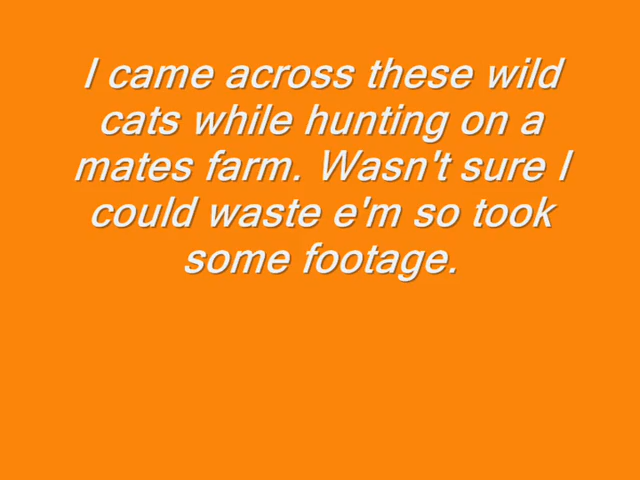 I came across these wild
cats while hunting on a
mates farm. Wasn't sure I
could waste e'm so took
some footage.